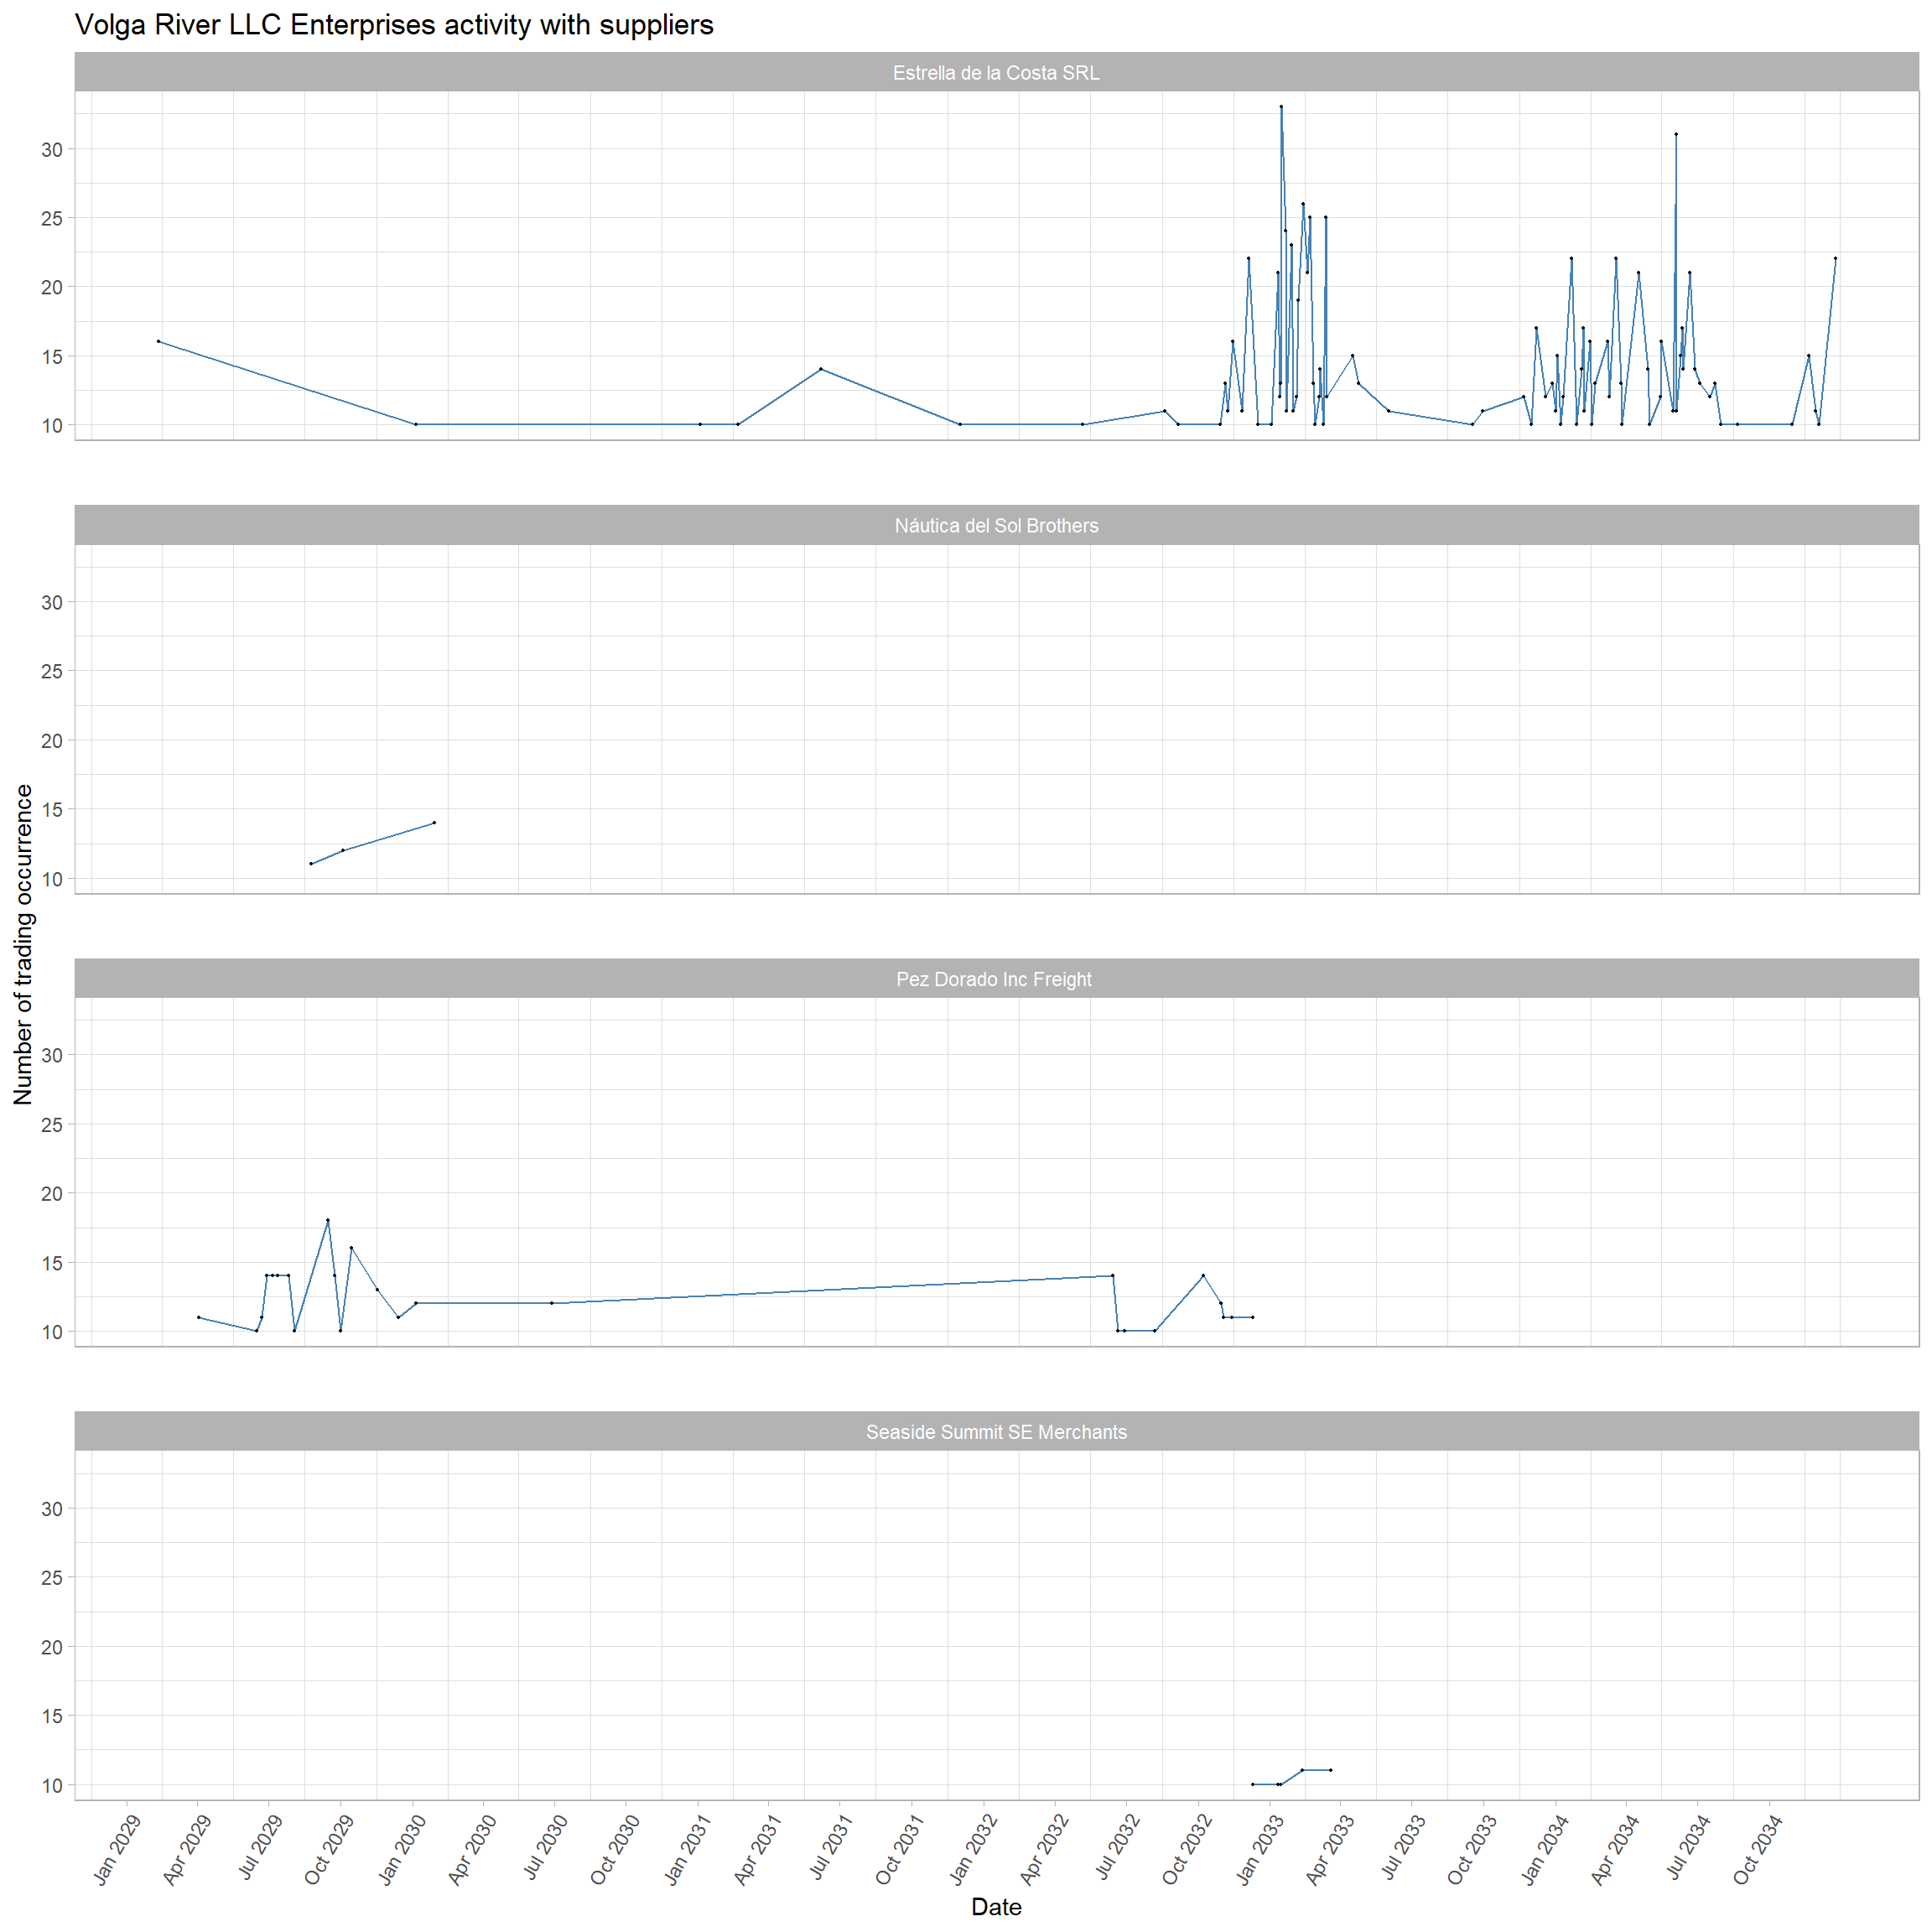 Volga River LLC Enterprises activity with suppliers
Estrella de la Costa SRL
30
25
20
15
10
Náutica del Sol Brothers
30
25
20
15
10
Pez Dorado Inc Freight
30
25
20
15
10
Seaside Summit SE Merchants
30
25
20
15
10
Number of trading occurrence
Jan 2029
Apr 2029
Jul 2029
Oct 2029
Jan 2030
Apr 2030
Jul 2030
Oct 2030
Jan 2031
Apr 2031
Jul 2031
Oct 2031
Jan 2032
Apr 2032
Jul 2032
Oct 2032
Jan 2033
Apr 2033
Jul 2033
Oct 2033
Jan 2034
Apr 2034
Jul 2034
Oct 2034
Date